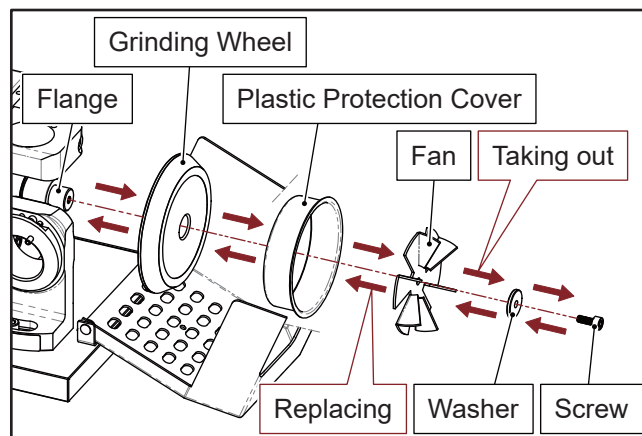 Grinding Wheel
Flange
Plastic Protection Cover
Fan
Taking out
Replacing
Washer
Screw